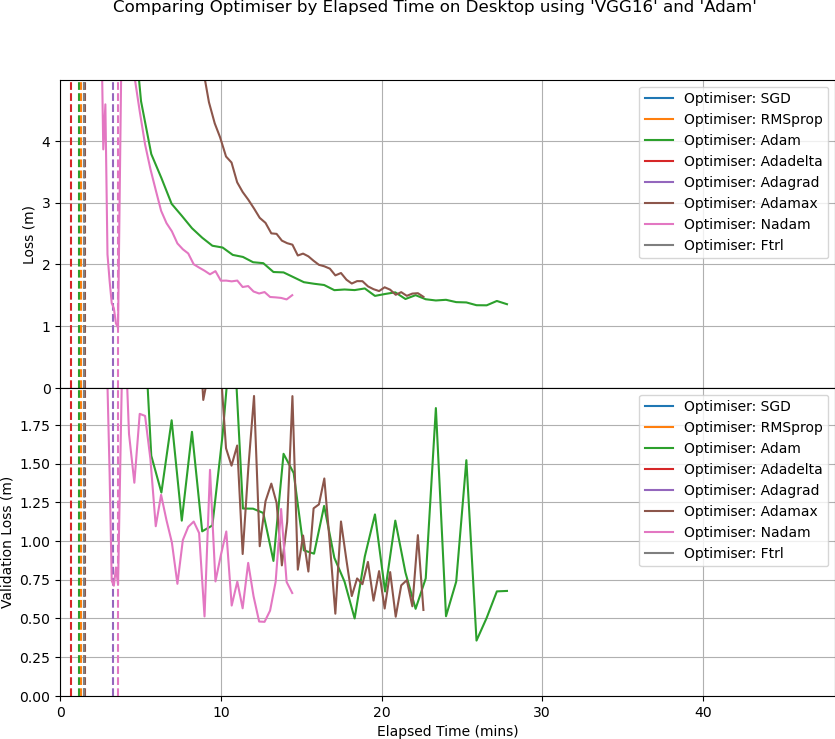 Comparing Optimiser by Elapsed Time on Desktop using 'VGG16' and 'Adam'
Loss (m)
4
3
2
1
0
Optimiser: SGD
Optimiser: RMSprop
Optimiser: Adam
Optimiser: Adadelta
Optimiser: Adagrad
Optimiser: Adamax
Optimiser: Nadam
Optimiser: Ftrl
Validation Loss (m)
1.75
1.50
1.25
1.00
0.75
0.50
0.25
0.00
Optimiser: SGD
Optimiser: RMSprop
Optimiser: Adam
Optimiser: Adadelta
Optimiser: Adagrad
Optimiser: Adamax
Optimiser: Nadam
Optimiser: Ftrl
0 10 20 30 40
Elapsed Time (mins)